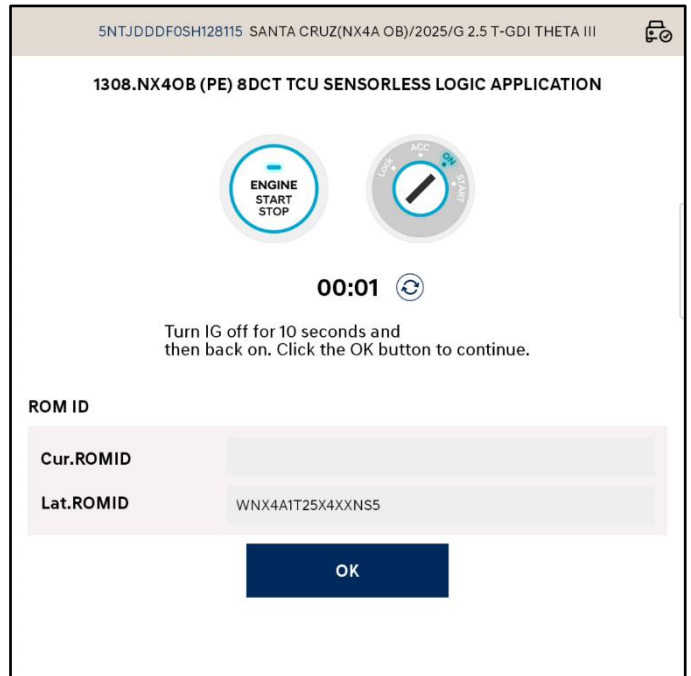 5NTJDDDF0SH128115 SANTA CRUZ(NX4A OB)/2025/G 2.5 T-GDI THETA III
1308.NX4OB (PE) 8DCT TCU SENSORLESS LOGIC APPLICATION
ENGINE
START
STOP
Lock
ACC
ON
START
00:01
Turn IG off for 10 seconds and
then back on. Click the OK button to continue.
ROM ID
Cur.ROMID
Lat.ROMID WNX4A1T25X4XXNS5
OK